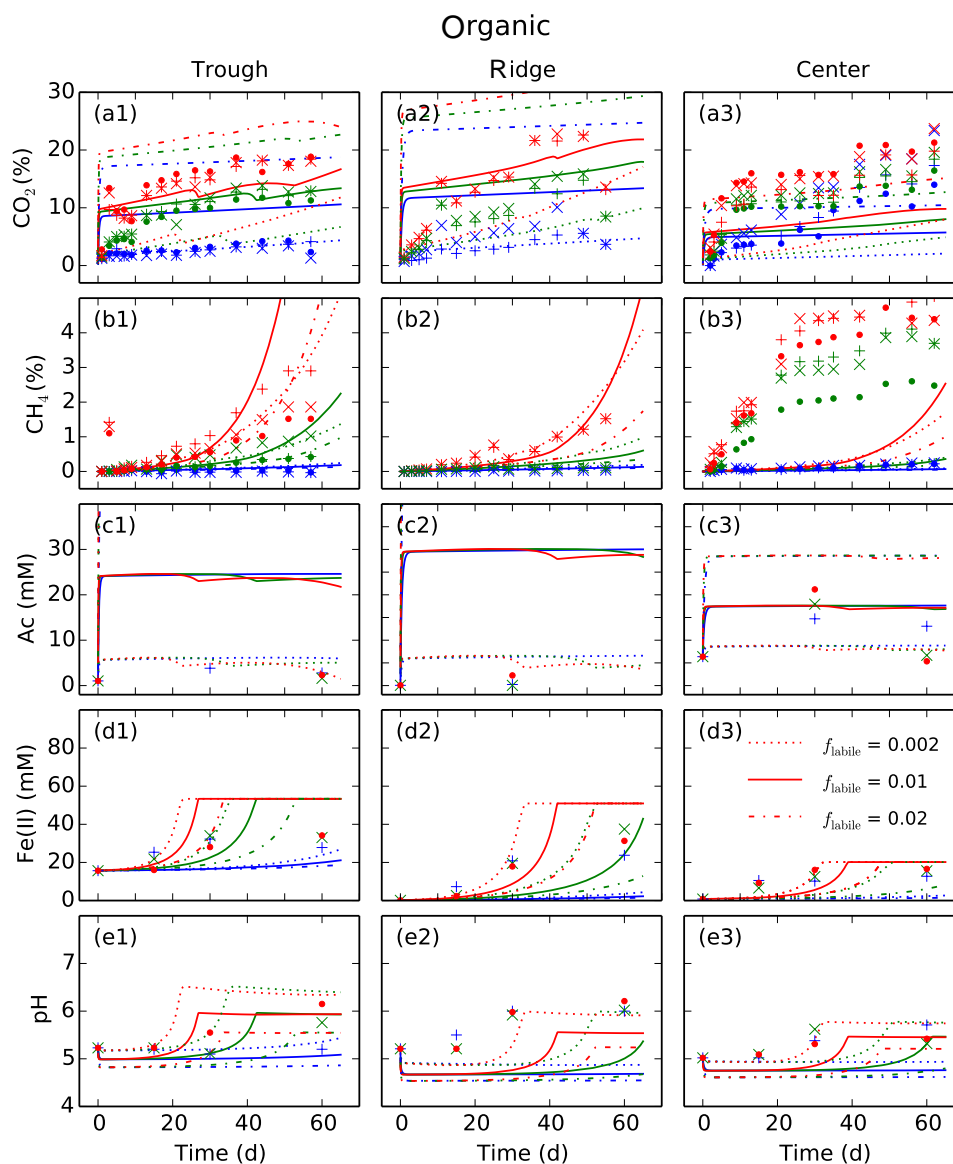 Organic
Trough Ridge Center
30
20
10
0
CO2 (%)
(a1) (a2) (a3)
4
3
2
1
0
CH4 (%)
(b1) (b2) (b3)
30
20
10
0
Ac (mM)
(c1) (c2) (c3)
80
60
40
20
0
Fe(II) (mM)
(d1) (d2) (d3)
flabile = 0.002
flabile = 0.01
flabile = 0.02
7
6
5
4
pH
(e1) (e2) (e3)
0 20 40 60 0 20 40 60 0 20 40 60
Time (d) Time (d) Time (d)